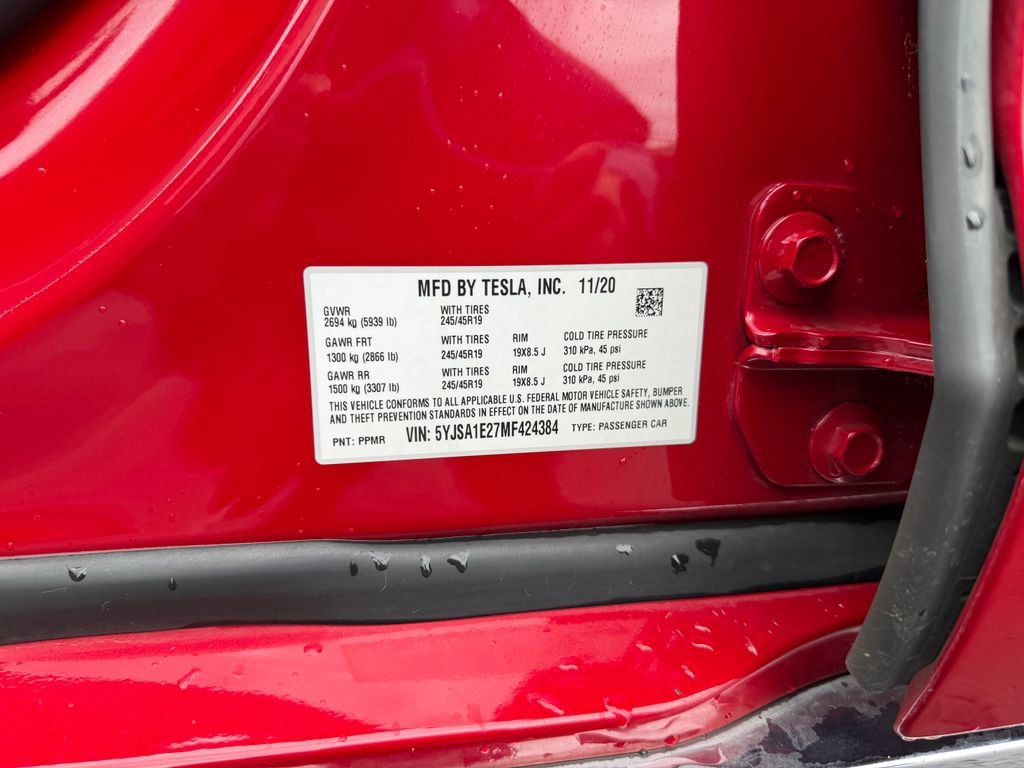 MFD BY TESLA, INC. 11/20
GVWR WITH TIRES
2694 kg (5939 lb) 245/45R19
GAWR FRT WITH TIRES RIM COLD TIRE PRESSURE
1300 kg (2866 lb) 245/45R19 19X8.5 J 310 kPa, 45 psi
GAWR RR WITH TIRES RIM COLD TIRE PRESSURE
1500 kg (3307 lb) 245/45R19 19X8.5 J 310 kPa, 45 psi
THIS VEHICLE CONFORMS TO ALL APPLICABLE U.S. FEDERAL MOTOR VEHICLE SAFETY, BUMPER
AND THEFT PREVENTION STANDARDS IN EFFECT ON THE DATE OF MANUFACTURE SHOWN ABOVE.
PNT: PPMR VIN: 5YJSA1E27MF424384 TYPE: PASSENGER CAR